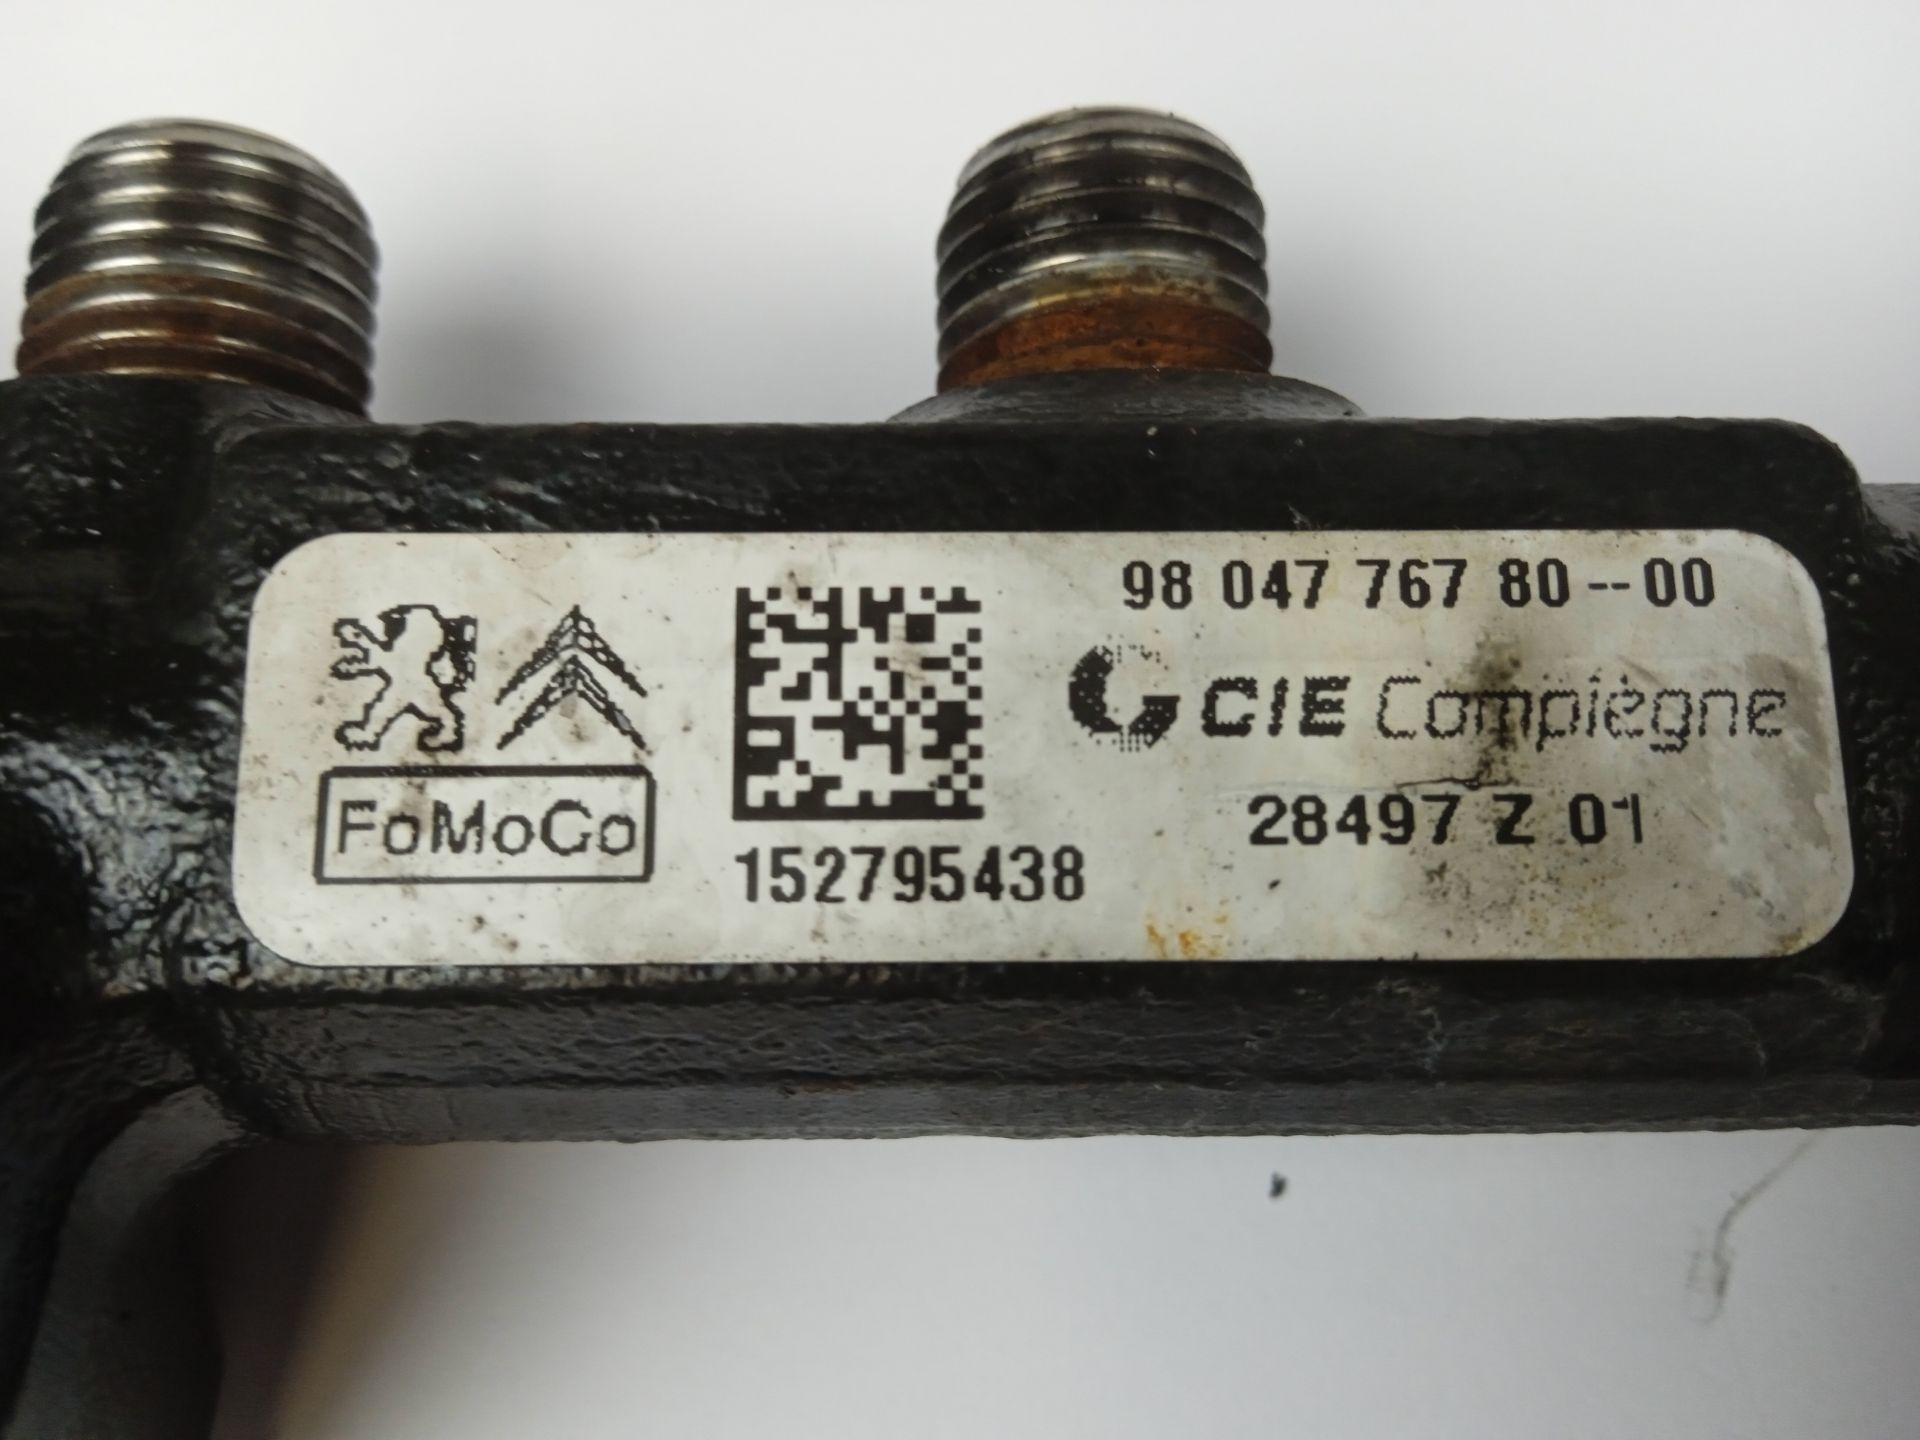 98 047 767 80--00
CIE Compiègne
28497 Z 01
FoMoCo
152795438